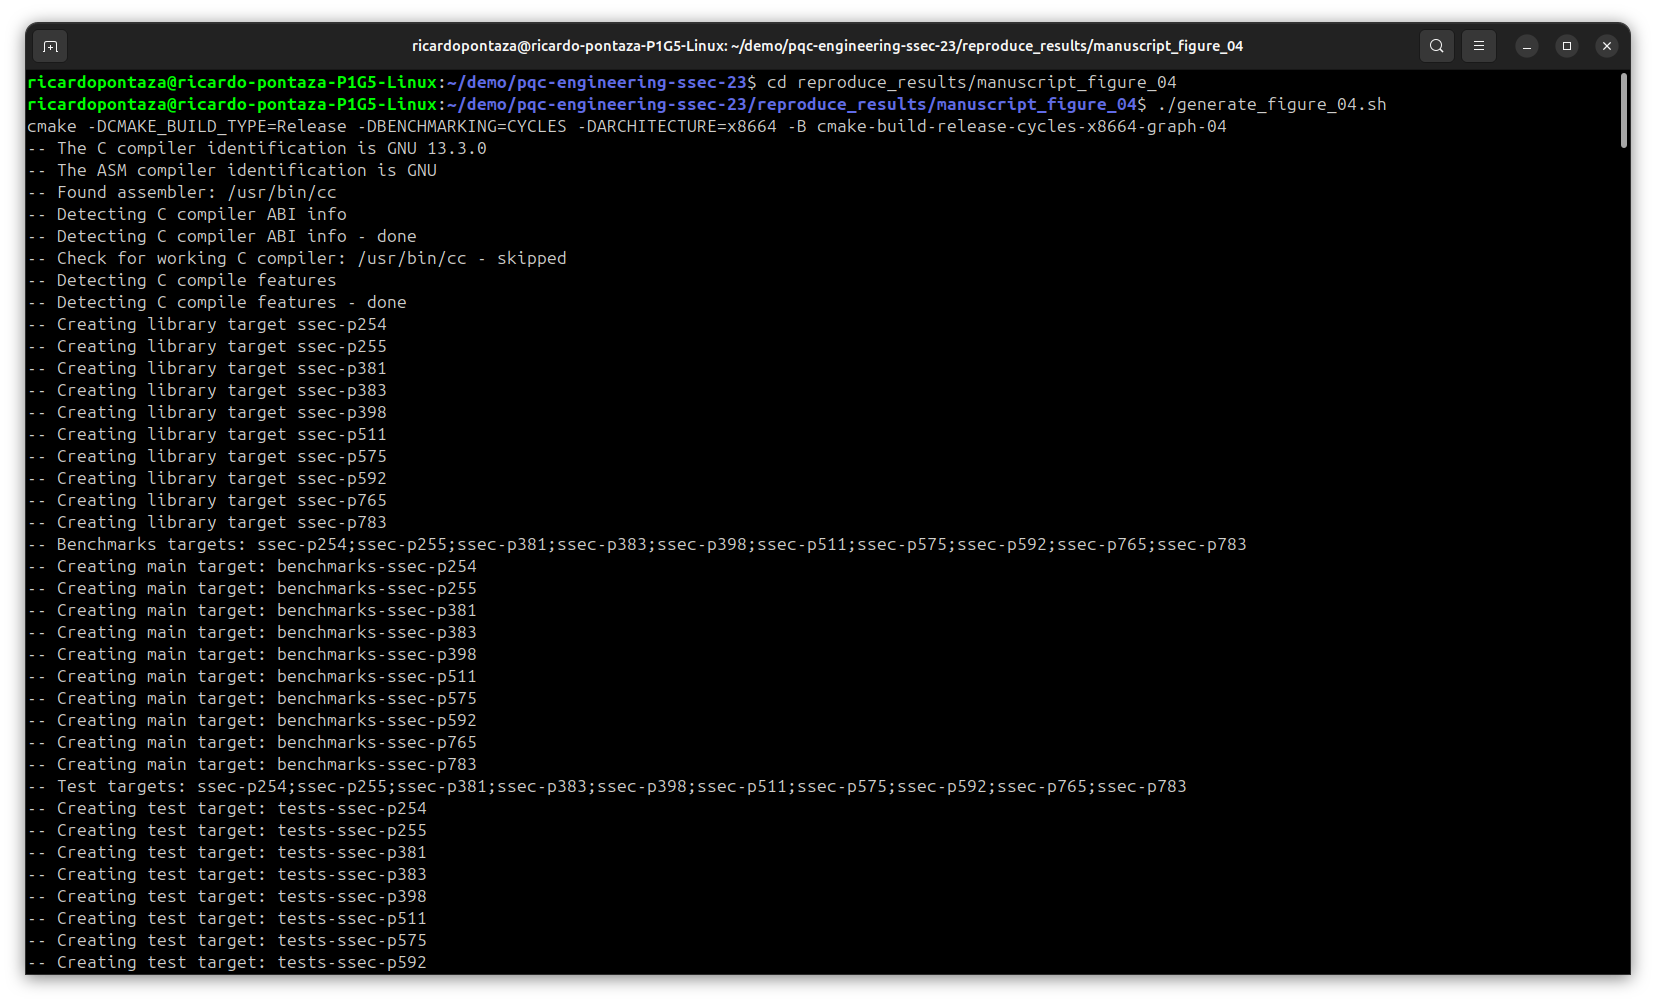 ricardopontaza@ricardo-pontaza-P1G5-Linux: ~/demo/pqc-engineering-ssec-23/reproduce_results/manuscript_figure_04
ricardopontaza@ricardo-pontaza-P1G5-Linux:~/demo/pqc-engineering-ssec-23$ cd reproduce_results/manuscript_figure_04
ricardopontaza@ricardo-pontaza-P1G5-Linux:~/demo/pqc-engineering-ssec-23/reproduce_results/manuscript_figure_04$ ./generate_figure_04.sh
cmake -DCMAKE_BUILD_TYPE=Release -DBENCHMARKING=CYCLES -DARCHITECTURE=x8664 -B cmake-build-release-cycles-x8664-graph-04
-- The C compiler identification is GNU 13.3.0
-- The ASM compiler identification is GNU
-- Found assembler: /usr/bin/cc
-- Detecting C compiler ABI info
-- Detecting C compiler ABI info - done
-- Check for working C compiler: /usr/bin/cc - skipped
-- Detecting C compile features
-- Detecting C compile features - done
-- Creating library target ssec-p254
-- Creating library target ssec-p255
-- Creating library target ssec-p381
-- Creating library target ssec-p383
-- Creating library target ssec-p398
-- Creating library target ssec-p511
-- Creating library target ssec-p575
-- Creating library target ssec-p592
-- Creating library target ssec-p765
-- Creating library target ssec-p783
-- Benchmarks targets: ssec-p254;ssec-p255;ssec-p381;ssec-p383;ssec-p398;ssec-p511;ssec-p575;ssec-p592;ssec-p765;ssec-p783
-- Creating main target: benchmarks-ssec-p254
-- Creating main target: benchmarks-ssec-p255
-- Creating main target: benchmarks-ssec-p381
-- Creating main target: benchmarks-ssec-p383
-- Creating main target: benchmarks-ssec-p398
-- Creating main target: benchmarks-ssec-p511
-- Creating main target: benchmarks-ssec-p575
-- Creating main target: benchmarks-ssec-p592
-- Creating main target: benchmarks-ssec-p765
-- Creating main target: benchmarks-ssec-p783
-- Test targets: ssec-p254;ssec-p255;ssec-p381;ssec-p383;ssec-p398;ssec-p511;ssec-p575;ssec-p592;ssec-p765;ssec-p783
-- Creating test target: tests-ssec-p254
-- Creating test target: tests-ssec-p255
-- Creating test target: tests-ssec-p381
-- Creating test target: tests-ssec-p383
-- Creating test target: tests-ssec-p398
-- Creating test target: tests-ssec-p511
-- Creating test target: tests-ssec-p575
-- Creating test target: tests-ssec-p592